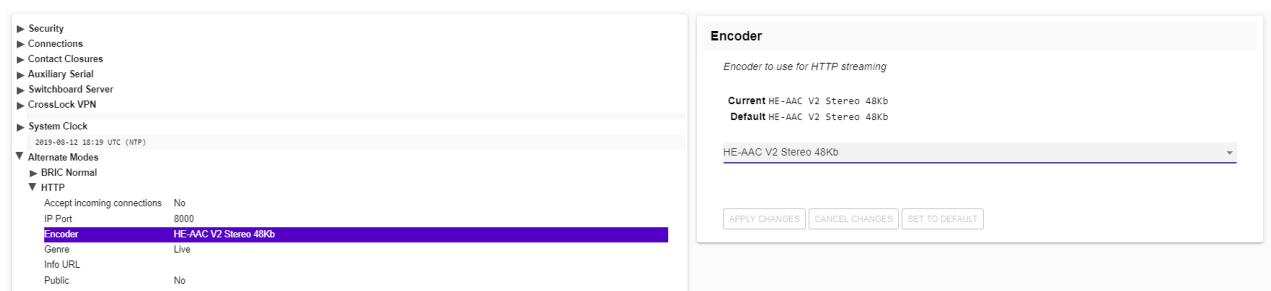 Security
Connections
Contact Closures
Auxiliary Serial
Switchboard Server
CrossLock VPN
System Clock
2019-08-12 18:19 UTC (NTP)
Alternate Modes
BRIC Normal
HTTP
Accept incoming connections No
IP Port 8000
Encoder HE-AAC V2 Stereo 48Kb
Genre Live
Info URL
Public No
Encoder
Encoder to use for HTTP streaming
Current HE-AAC V2 Stereo 48Kb
Default HE-AAC V2 Stereo 48Kb
HE-AAC V2 Stereo 48Kb
APPLY CHANGES CANCEL CHANGES SET TO DEFAULT